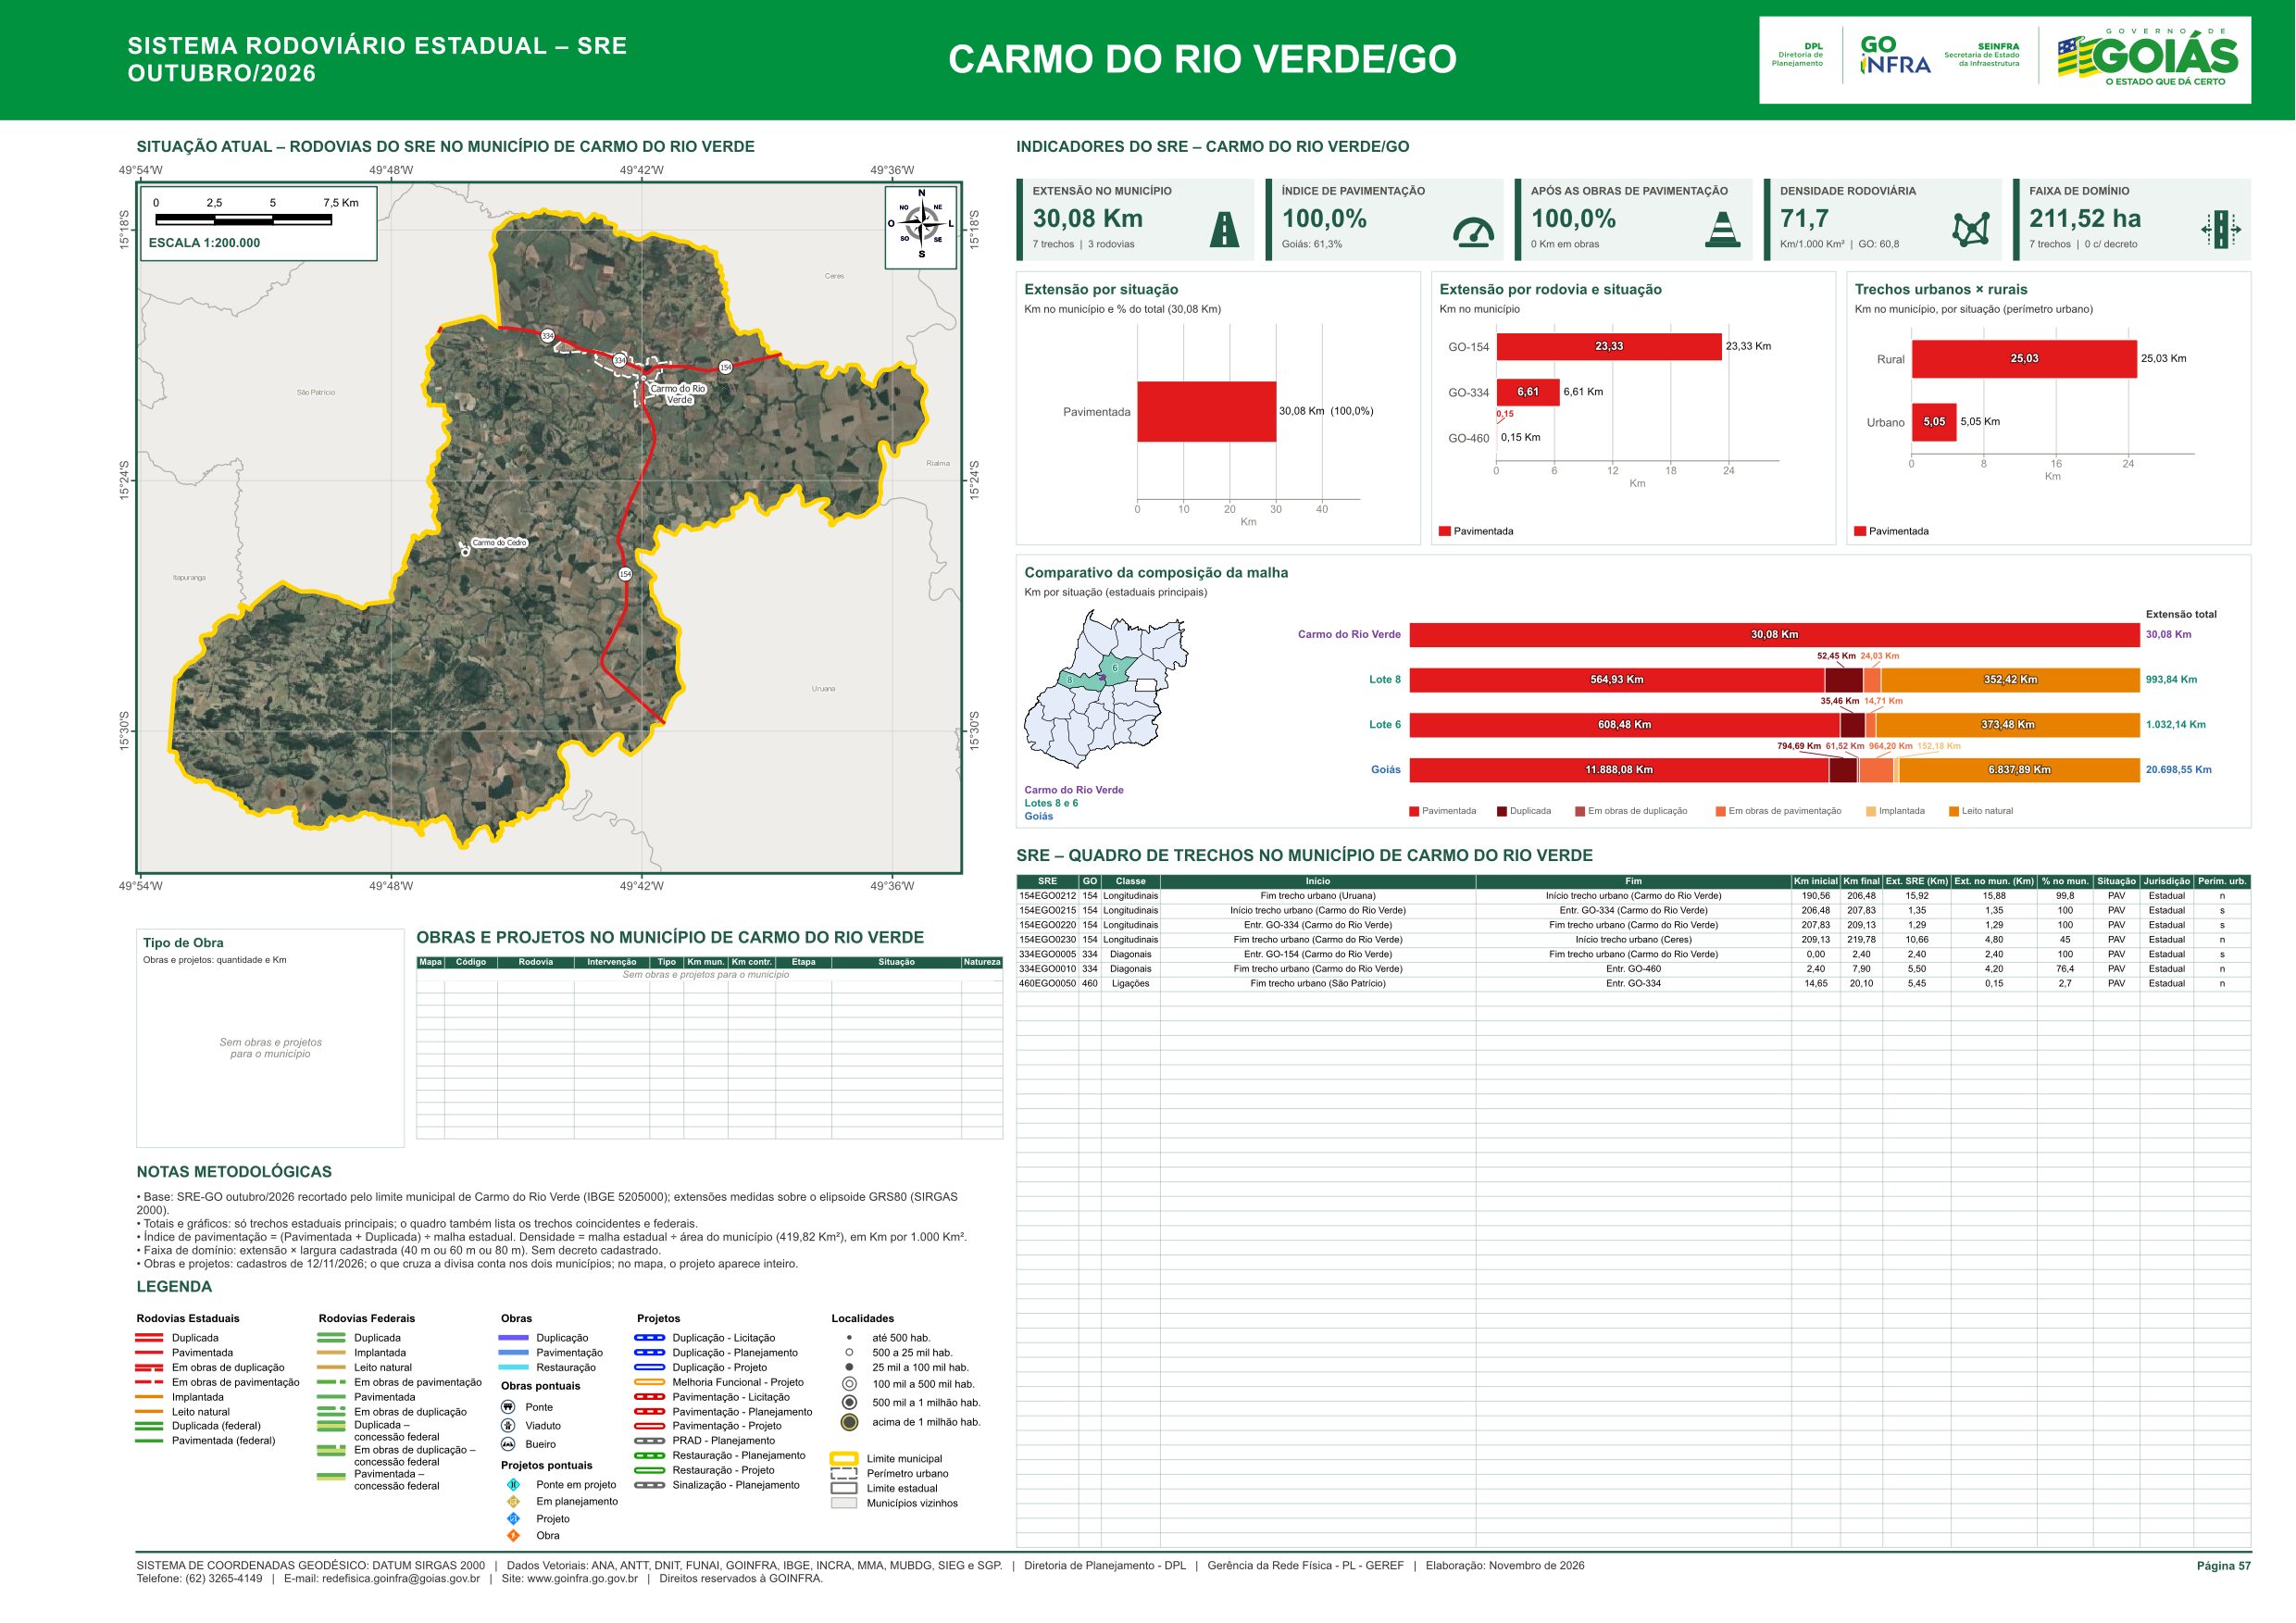 SISTEMA RODOVIÁRIO ESTADUAL – SRE
OUTUBRO/2026
CARMO DO RIO VERDE/GO
DPL
Diretoria de
Planejamento
GO
iNFRA
SEINFRA
Secretaria de Estado
da Infraestrutura
GOVERNO DE
GOIÁS
O ESTADO QUE DÁ CERTO
SITUAÇÃO ATUAL – RODOVIAS DO SRE NO MUNICÍPIO DE CARMO DO RIO VERDE
49°54'W 49°48'W 49°42'W 49°36'W
0 2,5 5 7,5 Km
ESCALA 1:200.000
N
NO NE
O L
SO SE
S
15°18'S 15°18'S
Ceres
334
334
154
Carmo do Rio
Verde
São Patrício
Rialma
15°24'S 15°24'S
Carmo do Cedro
154
Itapuranga
Uruana
15°30'S 15°30'S
49°54'W 49°48'W 49°42'W 49°36'W
INDICADORES DO SRE – CARMO DO RIO VERDE/GO
EXTENSÃO NO MUNICÍPIO
30,08 Km
7 trechos | 3 rodovias
ÍNDICE DE PAVIMENTAÇÃO
100,0%
Goiás: 61,3%
APÓS AS OBRAS DE PAVIMENTAÇÃO
100,0%
0 Km em obras
DENSIDADE RODOVIÁRIA
71,7
Km/1.000 Km² | GO: 60,8
FAIXA DE DOMÍNIO
211,52 ha
7 trechos | 0 c/ decreto
Extensão por situação
Km no município e % do total (30,08 Km)
Pavimentada
30,08 Km (100,0%)
0 10 20 30 40
Km
Extensão por rodovia e situação
Km no município
GO-154 23,33 23,33 Km
GO-334 6,61 6,61 Km
0,15
GO-460 0,15 Km
0 6 12 18 24
Km
Pavimentada
Trechos urbanos × rurais
Km no município, por situação (perímetro urbano)
Rural 25,03 25,03 Km
Urbano 5,05 5,05 Km
0 8 16 24
Km
Pavimentada
Comparativo da composição da malha
Km por situação (estaduais principais)
6
8
Carmo do Rio Verde
Lotes 8 e 6
Goiás
Extensão total
Carmo do Rio Verde 30,08 Km 30,08 Km
52,45 Km 24,03 Km
Lote 8 564,93 Km 352,42 Km 993,84 Km
35,46 Km 14,71 Km
Lote 6 608,48 Km 373,48 Km 1.032,14 Km
794,69 Km 61,52 Km 964,20 Km 152,18 Km
Goiás 11.888,08 Km 6.837,89 Km 20.698,55 Km
Pavimentada Duplicada Em obras de duplicação Em obras de pavimentação Implantada Leito natural
SRE – QUADRO DE TRECHOS NO MUNICÍPIO DE CARMO DO RIO VERDE
SRE GO Classe Início Fim Km inicial Km final Ext. SRE (Km) Ext. no mun. (Km) % no mun. Situação Jurisdição Perím. urb.
154EGO0212 154 Longitudinais Fim trecho urbano (Uruana) Início trecho urbano (Carmo do Rio Verde) 190,56 206,48 15,92 15,88 99,8 PAV Estadual n
154EGO0215 154 Longitudinais Início trecho urbano (Carmo do Rio Verde) Entr. GO-334 (Carmo do Rio Verde) 206,48 207,83 1,35 1,35 100 PAV Estadual s
154EGO0220 154 Longitudinais Entr. GO-334 (Carmo do Rio Verde) Fim trecho urbano (Carmo do Rio Verde) 207,83 209,13 1,29 1,29 100 PAV Estadual s
154EGO0230 154 Longitudinais Fim trecho urbano (Carmo do Rio Verde) Início trecho urbano (Ceres) 209,13 219,78 10,66 4,80 45 PAV Estadual n
334EGO0005 334 Diagonais Entr. GO-154 (Carmo do Rio Verde) Fim trecho urbano (Carmo do Rio Verde) 0,00 2,40 2,40 2,40 100 PAV Estadual s
334EGO0010 334 Diagonais Fim trecho urbano (Carmo do Rio Verde) Entr. GO-460 2,40 7,90 5,50 4,20 76,4 PAV Estadual n
460EGO0050 460 Ligações Fim trecho urbano (São Patrício) Entr. GO-334 14,65 20,10 5,45 0,15 2,7 PAV Estadual n
Tipo de Obra
Obras e projetos: quantidade e Km
Sem obras e projetos
para o município
OBRAS E PROJETOS NO MUNICÍPIO DE CARMO DO RIO VERDE
Mapa Código Rodovia Intervenção Tipo Km mun. Km contr. Etapa Situação Natureza
Sem obras e projetos para o município
NOTAS METODOLÓGICAS
• Base: SRE-GO outubro/2026 recortado pelo limite municipal de Carmo do Rio Verde (IBGE 5205000); extensões medidas sobre o elipsoide GRS80 (SIRGAS
2000).
• Totais e gráficos: só trechos estaduais principais; o quadro também lista os trechos coincidentes e federais.
• Índice de pavimentação = (Pavimentada + Duplicada) ÷ malha estadual. Densidade = malha estadual ÷ área do município (419,82 Km²), em Km por 1.000 Km².
• Faixa de domínio: extensão × largura cadastrada (40 m ou 60 m ou 80 m). Sem decreto cadastrado.
• Obras e projetos: cadastros de 12/11/2026; o que cruza a divisa conta nos dois municípios; no mapa, o projeto aparece inteiro.
LEGENDA
Rodovias Estaduais
Duplicada
Pavimentada
Em obras de duplicação
Em obras de pavimentação
Implantada
Leito natural
Duplicada (federal)
Pavimentada (federal)
Rodovias Federais
Duplicada
Implantada
Leito natural
Em obras de pavimentação
Pavimentada
Em obras de duplicação
Duplicada –
concessão federal
Em obras de duplicação –
concessão federal
Pavimentada –
concessão federal
Obras
Duplicação
Pavimentação
Restauração
Obras pontuais
Ponte
Viaduto
Bueiro
Projetos pontuais
Ponte em projeto
Em planejamento
Projeto
Obra
Projetos
Duplicação - Licitação
Duplicação - Planejamento
Duplicação - Projeto
Melhoria Funcional - Projeto
Pavimentação - Licitação
Pavimentação - Planejamento
Pavimentação - Projeto
PRAD - Planejamento
Restauração - Planejamento
Restauração - Projeto
Sinalização - Planejamento
Localidades
até 500 hab.
500 a 25 mil hab.
25 mil a 100 mil hab.
100 mil a 500 mil hab.
500 mil a 1 milhão hab.
acima de 1 milhão hab.
Limite municipal
Perímetro urbano
Limite estadual
Municípios vizinhos
SISTEMA DE COORDENADAS GEODÉSICO: DATUM SIRGAS 2000 | Dados Vetoriais: ANA, ANTT, DNIT, FUNAI, GOINFRA, IBGE, INCRA, MMA, MUBDG, SIEG e SGP. | Diretoria de Planejamento - DPL | Gerência da Rede Física - PL - GEREF | Elaboração: Novembro de 2026
Telefone: (62) 3265-4149 | E-mail: redefisica.goinfra@goias.gov.br | Site: www.goinfra.go.gov.br | Direitos reservados à GOINFRA.
Página 57